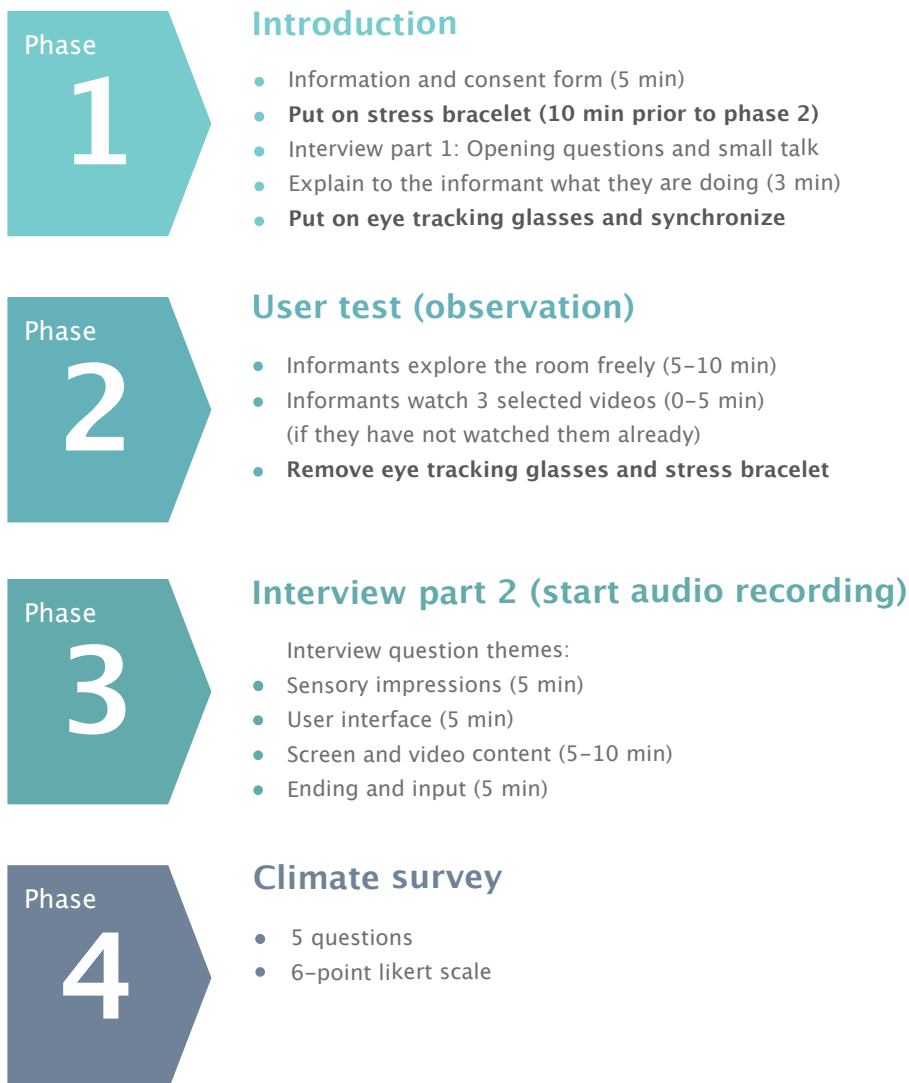 Phase
1
Introduction
Information and consent form (5 min)
Put on stress bracelet (10 min prior to phase 2)
Interview part 1: Opening questions and small talk
Explain to the informant what they are doing (3 min)
Put on eye tracking glasses and synchronize
Phase
2
User test (observation)
Informants explore the room freely (5–10 min)
Informants watch 3 selected videos (0–5 min)
(if they have not watched them already)
Remove eye tracking glasses and stress bracelet
Phase
3
Interview part 2 (start audio recording)
Interview question themes:
Sensory impressions (5 min)
User interface (5 min)
Screen and video content (5–10 min)
Ending and input (5 min)
Phase
4
Climate survey
5 questions
6–point likert scale